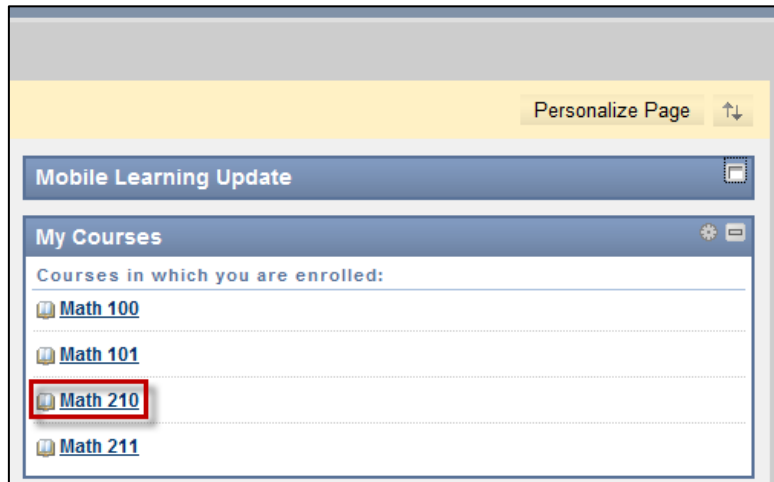 Personalize Page
Mobile Learning Update
My Courses
Courses in which you are enrolled:
Math 100
Math 101
Math 210
Math 211